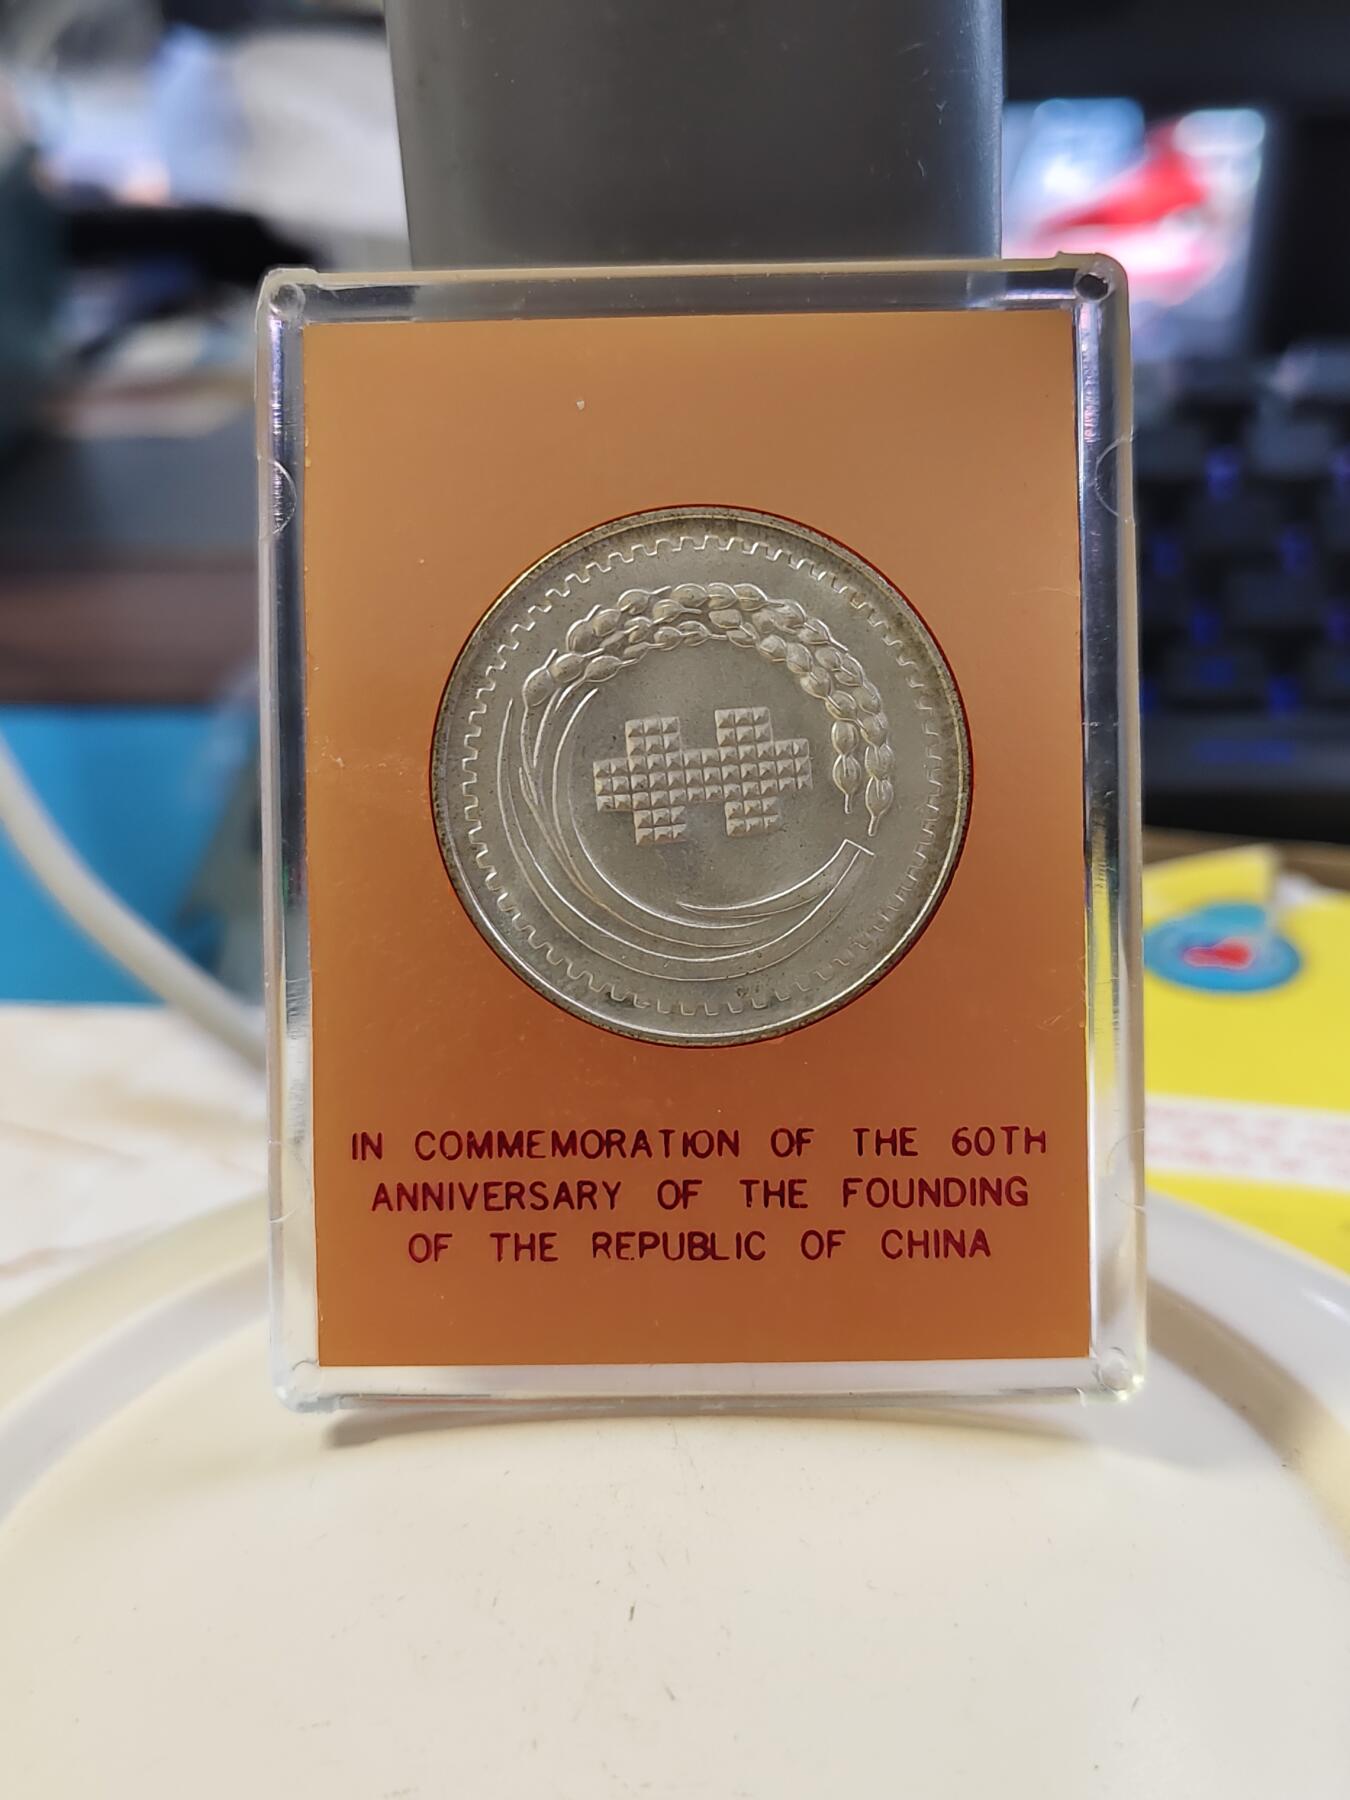 IN COMMEMORATION OF THE 60TH
ANNIVERSARY OF THE FOUNDING
OF THE REPUBLIC OF CHINA